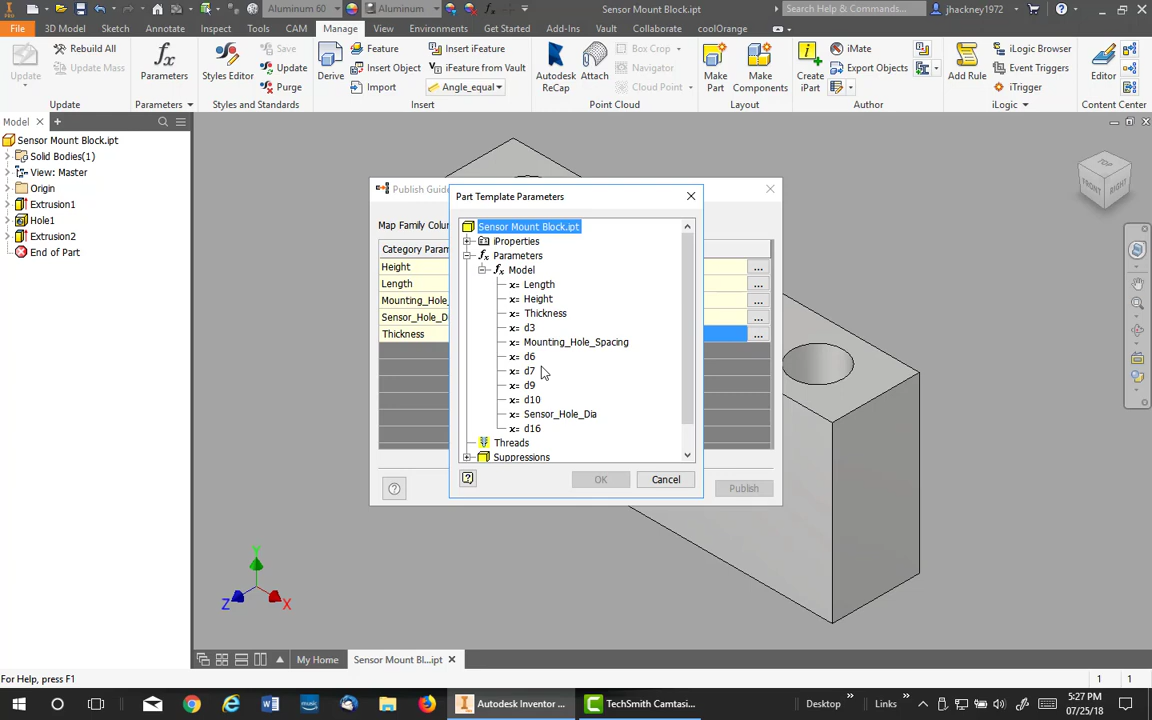 Aluminum 60
Aluminum
Sensor Mount Block.ipt
Search Help & Commands...
jhackney1972
File
3D Model
Sketch
Annotate
Inspect
Tools
CAM
Manage
View
Environments
Get Started
Add-Ins
Vault
Collaborate
coolOrange
Update
Rebuild All
Update Mass
Update
Parameters
Parameters
Styles Editor
Save
Update
Purge
Styles and Standards
Derive
Feature
Insert Object
Import
Insert iFeature
iFeature from Vault
Angle_equal
Insert
Autodesk
ReCap
Attach
Box Crop
Navigator
Cloud Point
Point Cloud
Make
Part
Make
Components
Layout
Create
iPart
iMate
Export Objects
Author
Add Rule
iLogic Browser
Event Triggers
iTrigger
iLogic
Editor
Content Center
Model
Sensor Mount Block.ipt
Solid Bodies(1)
View: Master
Origin
Extrusion1
Hole1
Extrusion2
End of Part
Publish Guide
Map Family Colum
Category Param
Height
Length
Mounting_Hole_
Sensor_Hole_D
Thickness
Publish
Part Template Parameters
Sensor Mount Block.ipt
iProperties
Parameters
Model
Length
Height
Thickness
d3
Mounting_Hole_Spacing
d6
d7
d9
d10
Sensor_Hole_Dia
d16
Threads
Suppressions
OK
Cancel
TOP
FRONT
RIGHT
Y
Z
X
My Home
Sensor Mount Bl...ipt
For Help, press F1
1
1
Autodesk Inventor ...
TechSmith Camtasi...
Desktop
Links
5:27 PM
07/25/18